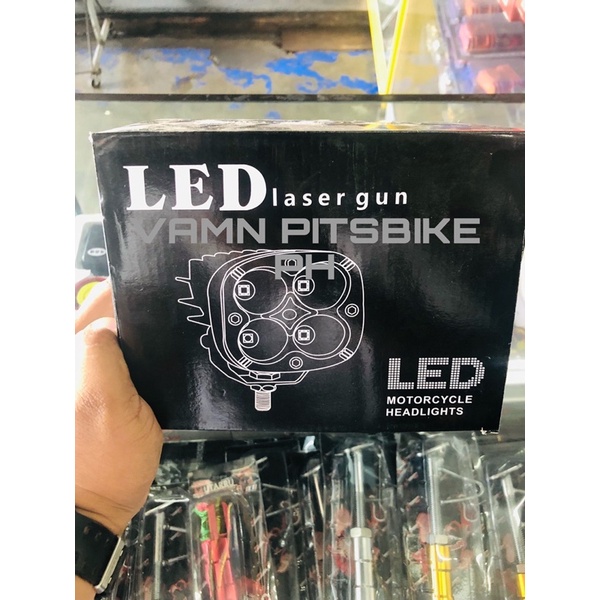 LED laser gun
VAMN PITSBIKE
PH
LED
MOTORCYCLE
HEADLIGHTS